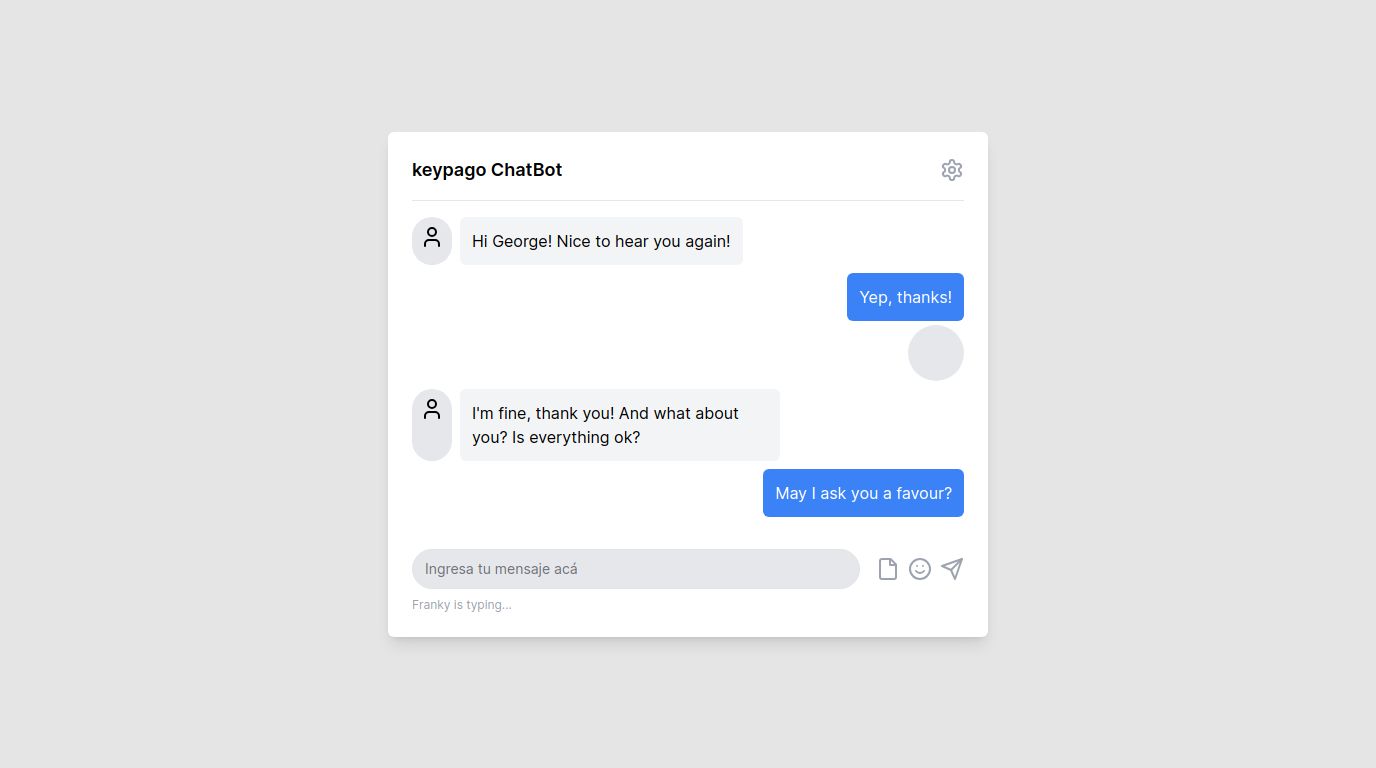 keypago ChatBot
Hi George! Nice to hear you again!
Yep, thanks!
I'm fine, thank you! And what about
you? Is everything ok?
May I ask you a favour?
Ingresa tu mensaje acá
Franky is typing...